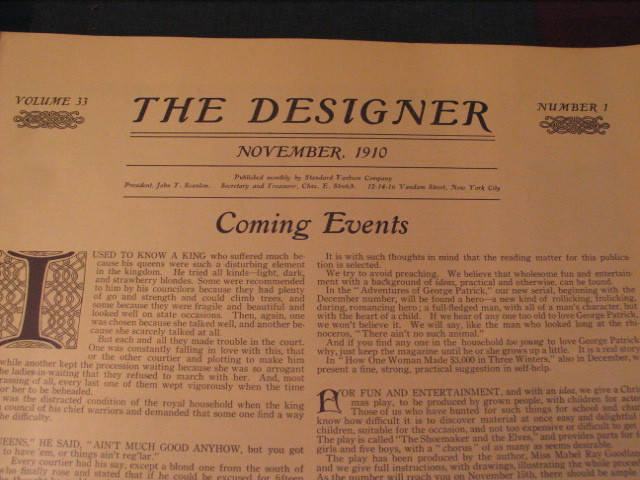 VOLUME 33
THE DESIGNER
NUMBER 1
NOVEMBER, 1910
Published monthly by Standard Fashion Company
President, John T. Scanlon. Secretary and Treasurer, Chas. E. 12-14-16 Vandam Street, New York City
Coming Events
I USED TO KNOW A KING who suffered much be-
cause his queens were such a disturbing element
in the kingdom. He tried all kinds—light, dark,
and strawberry blondes. Some were recommended
to him by his councilors because they had plenty
of go and strength and could climb trees, and
some because they were fragile and beautiful and
looked well on state occasions. Then, again, one
was chosen because she talked well, and another be-
cause she scarcely talked at all.
But each and all they made trouble in the court.
One was constantly falling in love with this, that
or the other courtier and plotting to make him
while another kept the procession waiting because she was so arrogant
the ladies-in-waiting that they refused to march with her. And, most
of all, every last one of them wept vigorously when the time
for her to be beheaded.
was the distracted condition of the royal household when the king
council of his chief warriors and demanded that some one find a way
the difficulty.
QUEENS," HE SAID, "AIN'T MUCH GOOD ANYHOW, but you got
to have 'em, or things ain't reg'lar."
Every courtier had his say, except a blond one from the south of
who finally rose and stated that if he could be excused for fifteen
It is with such thoughts in mind that the reading matter for this publica-
tion is selected.
We try to avoid preaching. We believe that wholesome fun and entertain-
ment with a background of ideas, practical and otherwise, can be found.
In the "Adventures of George Patrick," our new serial, beginning with the
December number, will be found a hero—a new kind of rollicking, frolicking,
daring, romancing hero; a full-fledged man, with all of a man's character, but
with the heart of a child. If we hear of any one too old to love George Patrick,
we won't believe it. We will say, like the man who looked long at the rhi-
noceros, "There ain't no such animal."
And if you find any one in the household too young to love George Patrick,
why, just keep the magazine until he or she grows up a little. It is a real story.
In "How One Woman Made $3,000 in Three Winters," also in December, we
present a fine, strong, practical suggestion in self-help.
FOR FUN AND ENTERTAINMENT, and with an idea, we give a Christ-
mas play, to be produced by grown people, with children for actors.
Those of us who have hunted for such things for school and church
know how difficult it is to discover material at once easy and delightful for
children, suitable for the occasion, and not too expensive or difficult to get up.
The play is called "The Shoemaker and the Elves," and provides parts for
girls and five boys, with a "chorus" of as many as seems desirable.
The play has been produced by the author, Miss Mabel Ray Goodlander,
and we give full instructions, with drawings, illustrating the whole process.
As the number will reach you on November 15th, there should be ample